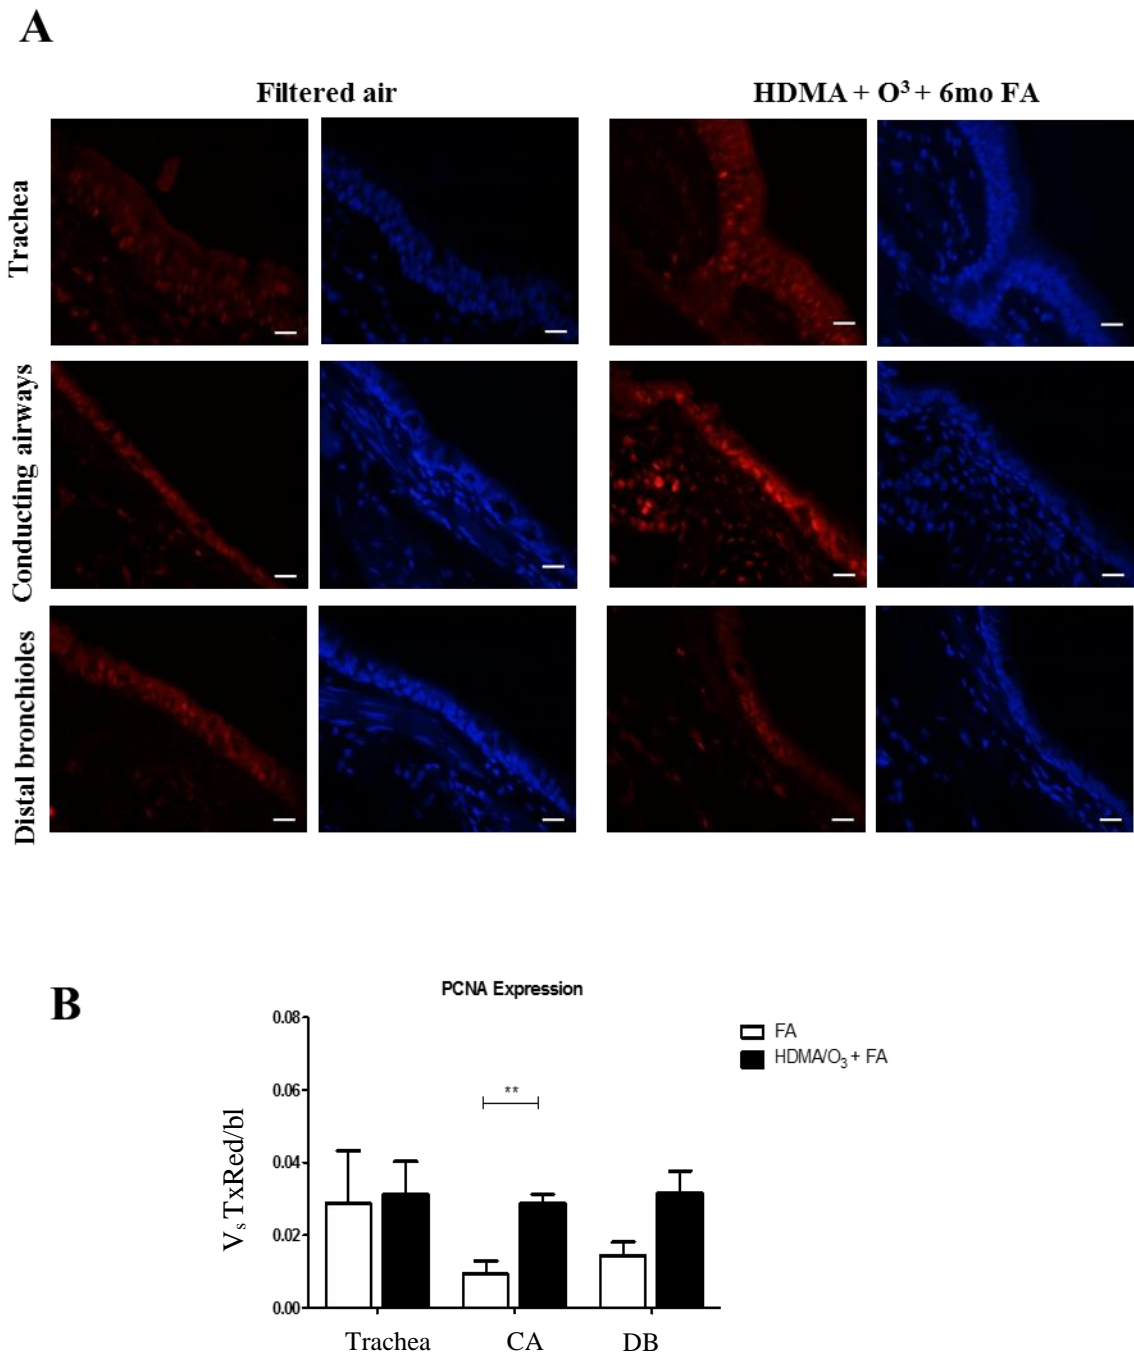 A
Filtered air
HDMA + O³ + 6mo FA
Trachea
Conducting airways
Distal bronchioles
B
PCNA Expression
0.08
0.06
0.04
0.02
0.00
Vₛ TxRed/bl
**
FA
HDMA/O₃ + FA
Trachea CA DB